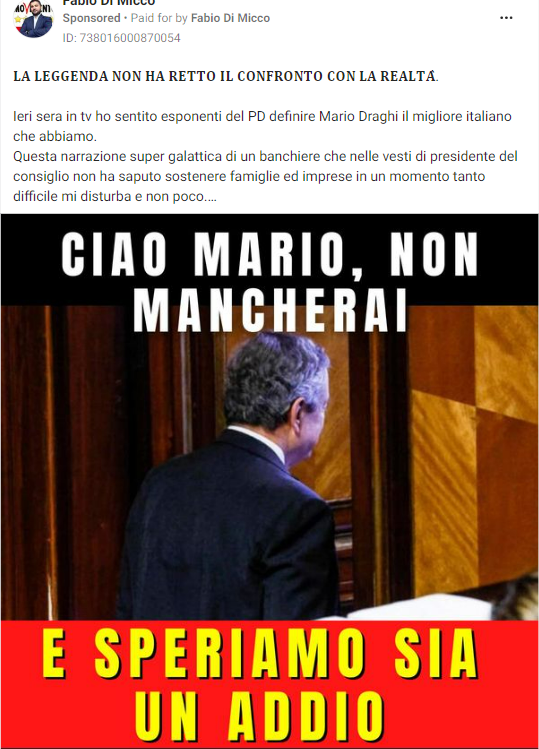 Fabio Di Micco
Sponsored • Paid for by Fabio Di Micco
ID: 738016000870054
LA LEGGENDA NON HA RETTO IL CONFRONTO CON LA REALTÁ.
Ieri sera in tv ho sentito esponenti del PD definire Mario Draghi il migliore italiano
che abbiamo.
Questa narrazione super galattica di un banchiere che nelle vesti di presidente del
consiglio non ha saputo sostenere famiglie ed imprese in un momento tanto
difficile mi disturba e non poco....
CIAO MARIO, NON
MANCHERAI
E SPERIAMO SIA
UN ADDIO